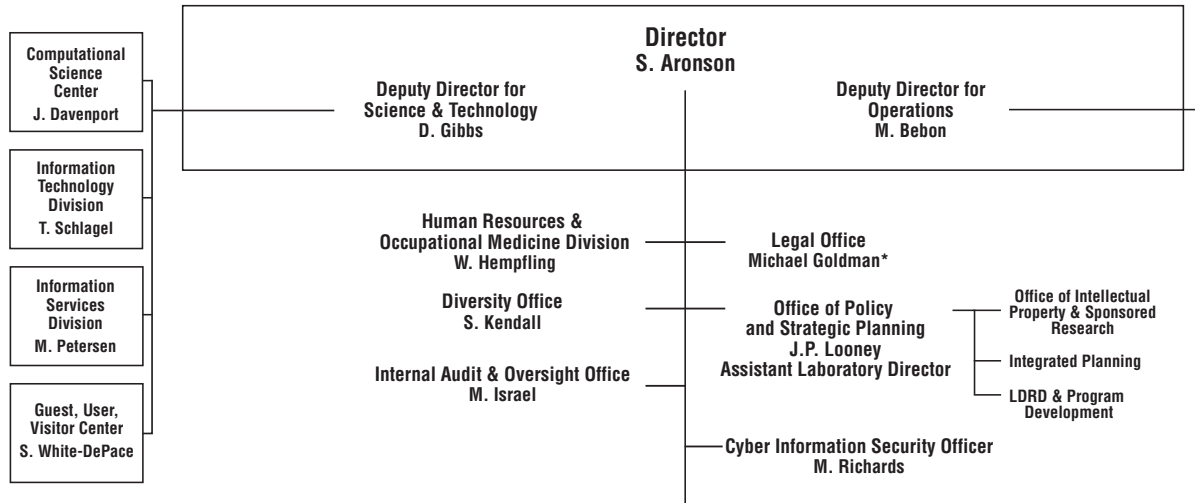 Director
S. Aronson
Deputy Director for
Science & Technology
D. Gibbs
Deputy Director for
Operations
M. Bebon
Computational
Science
Center
J. Davenport
Information
Technology
Division
T. Schlagel
Information
Services
Division
M. Petersen
Guest, User,
Visitor Center
S. White-DePace
Human Resources &
Occupational Medicine Division
W. Hempfling
Legal Office
Michael Goldman*
Diversity Office
S. Kendall
Office of Policy
and Strategic Planning
J.P. Looney
Assistant Laboratory Director
Office of Intellectual
Property & Sponsored
Research
Integrated Planning
LDRD & Program
Development
Internal Audit & Oversight Office
M. Israel
Cyber Information Security Officer
M. Richards